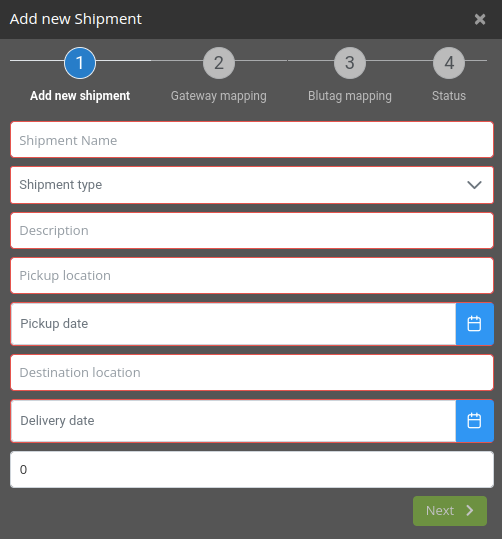 Add new Shipment
1 2 3 4
Add new shipment Gateway mapping Blutag mapping Status
Shipment Name
Shipment type
Description
Pickup location
Pickup date
Destination location
Delivery date
0
Next